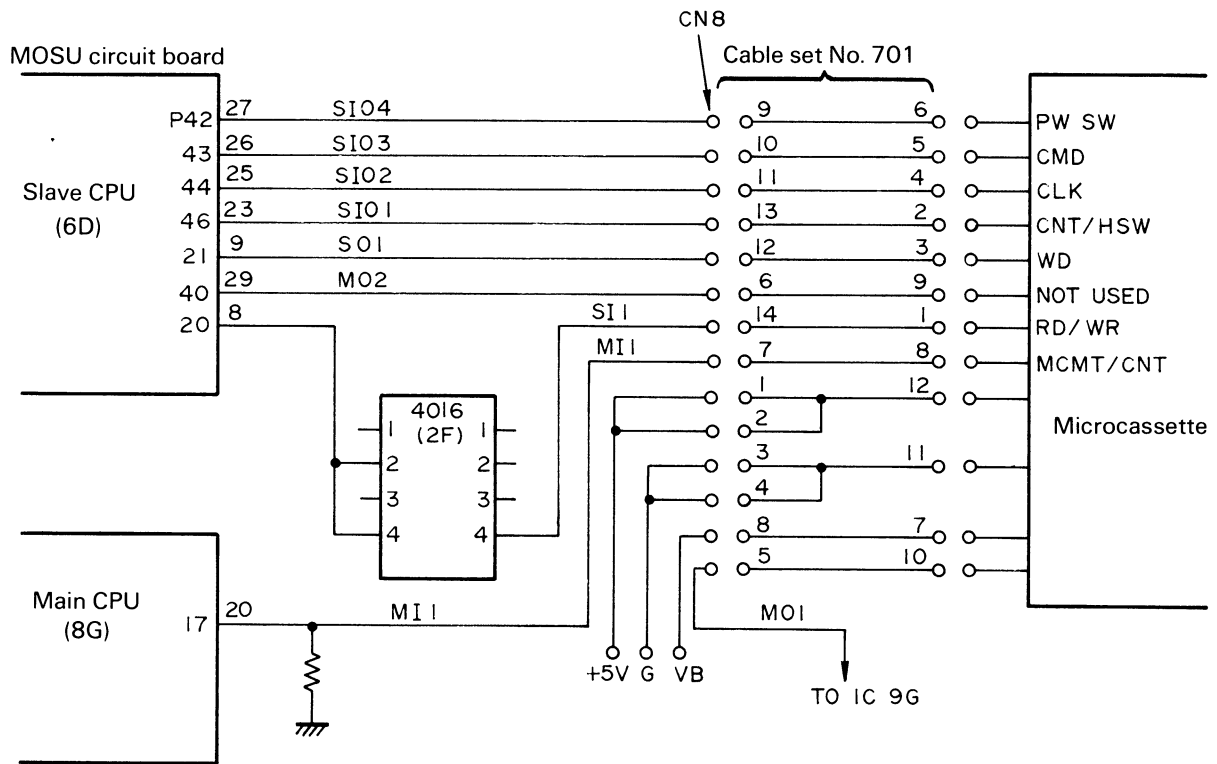 CN8
MOSU circuit board
Cable set No. 701
P42 27 SIO4 9 6 PW SW
43 26 SIO3 10 5 CMD
44 25 SIO2 11 4 CLK
Slave CPU
(6D)
46 23 SIO1 13 2 CNT/HSW
21 9 SO1 12 3 WD
40 29 MO2 6 9 NOT USED
20 8 SI1 14 1 RD/WR
MI1 7 8 MCMT/CNT
1 12
4016
(2F)
1 1
2
Microcassette
2 2
3 11
3 3
4
4 4
8 7
5 10
Main CPU
(8G)
17 20 MI1
MO1
+5V G VB
TO IC 9G